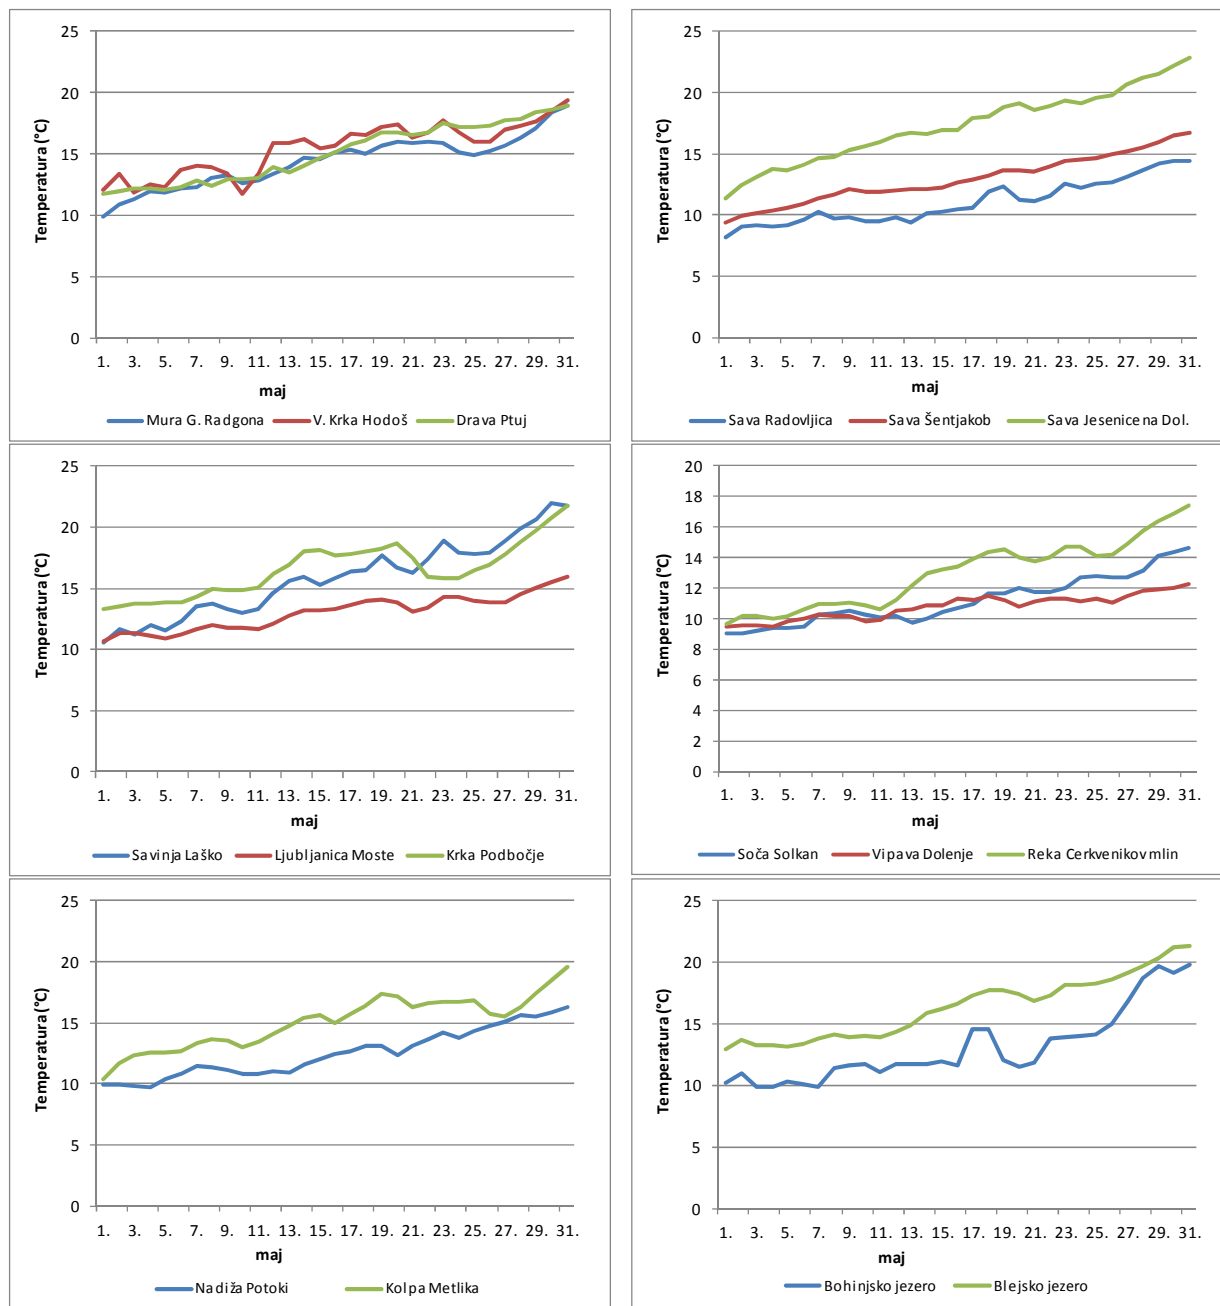 25
20
15
10
5
0
Temperatura (°C)
1. 3. 5. 7. 9. 11. 13. 15. 17. 19. 21. 23. 25. 27. 29. 31.
maj
Mura G. Radgona V. Krka Hodoš Drava Ptuj
25
20
15
10
5
0
Temperatura (°C)
1. 3. 5. 7. 9. 11. 13. 15. 17. 19. 21. 23. 25. 27. 29. 31.
maj
Sava Radovljica Sava Šentjakob Sava Jesenice na Dol.
25
20
15
10
5
0
Temperatura (°C)
1. 3. 5. 7. 9. 11. 13. 15. 17. 19. 21. 23. 25. 27. 29. 31.
maj
Savinja Laško Ljubljanica Moste Krka Podbočje
20
18
16
14
12
10
8
6
4
2
0
Temperatura (°C)
1. 3. 5. 7. 9. 11. 13. 15. 17. 19. 21. 23. 25. 27. 29. 31.
maj
Soča Solkan Vipava Dolenje Reka Cerkvenikov mlin
25
20
15
10
5
0
Temperatura (°C)
1. 3. 5. 7. 9. 11. 13. 15. 17. 19. 21. 23. 25. 27. 29. 31.
maj
Nadiža Potoki Kolpa Metlika
25
20
15
10
5
0
Temperatura (°C)
1. 3. 5. 7. 9. 11. 13. 15. 17. 19. 21. 23. 25. 27. 29. 31.
maj
Bohinjsko jezero Blejsko jezero